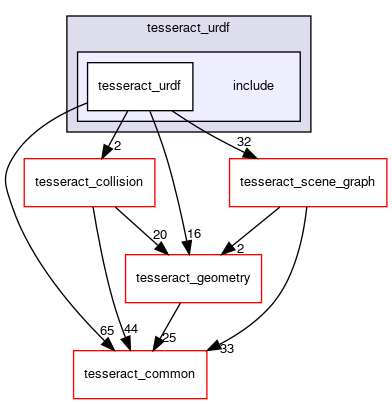 tesseract_urdf
tesseract_urdf
include
2
32
tesseract_collision
tesseract_scene_graph
20
16
2
tesseract_geometry
65
44
25
33
tesseract_common